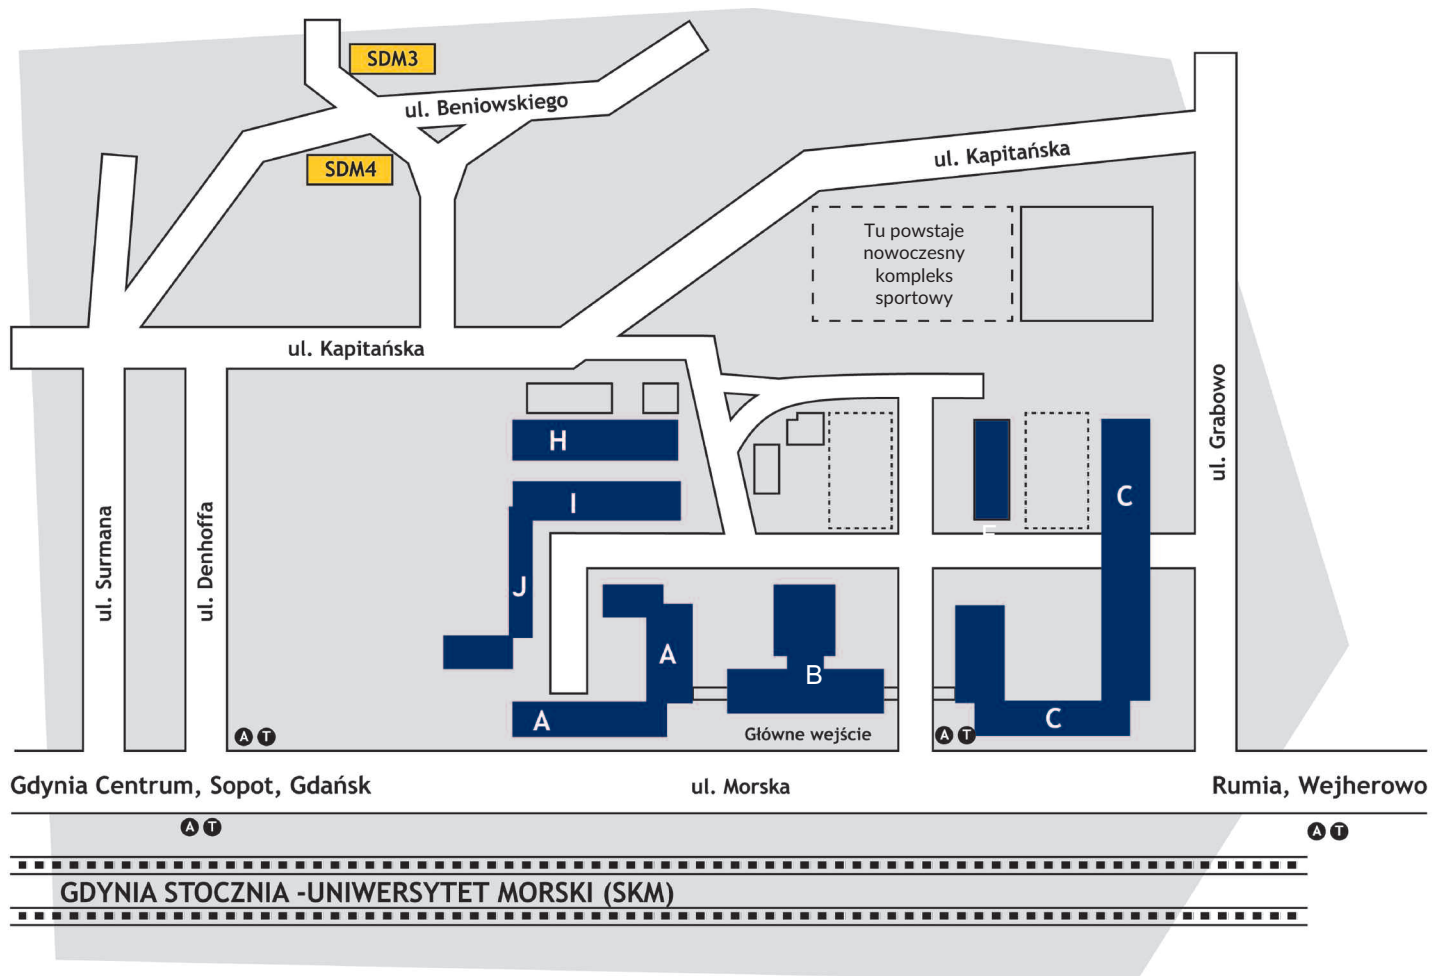 SDM3
ul. Beniowskiego
SDM4
ul. Kapitańska
Tu powstaje
nowoczesny
kompleks
sportowy
ul. Kapitańska
ul. Grabowo
H
I
C
ul. Surmana
ul. Denhoffa
J
A
B
A
C
A T
Główne wejście
A T
Gdynia Centrum, Sopot, Gdańsk
ul. Morska
Rumia, Wejherowo
A T
A T
GDYNIA STOCZNIA -UNIWERSYTET MORSKI (SKM)